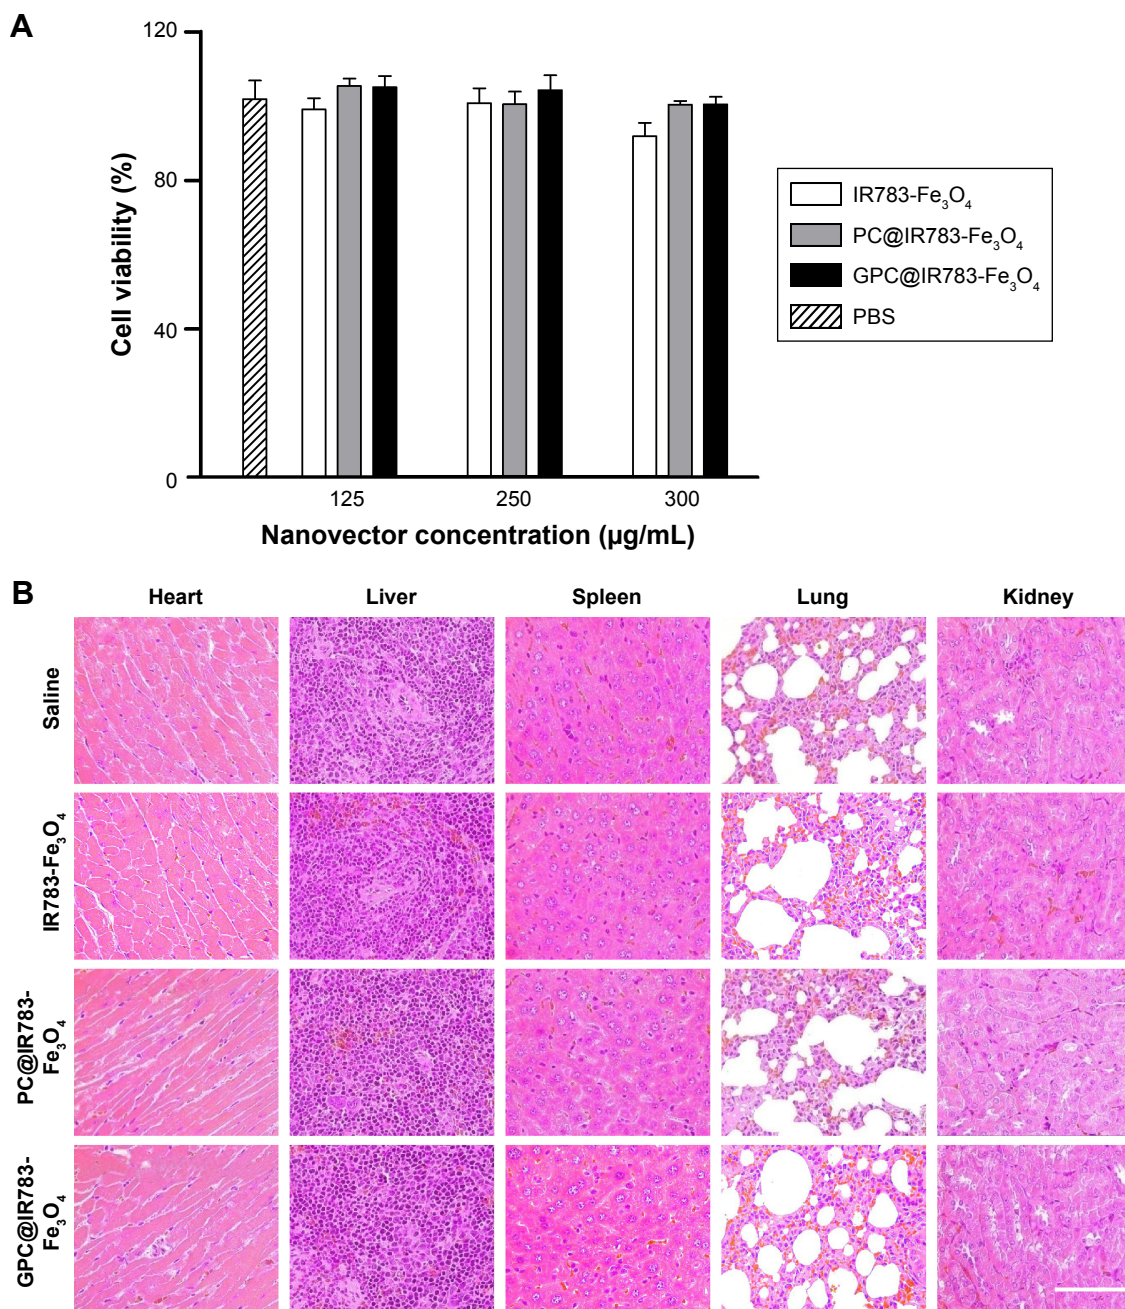 A
120
80
40
0
Cell viability (%)
125 250 300
Nanovector concentration (µg/mL)
IR783-Fe₃O₄
PC@IR783-Fe₃O₄
GPC@IR783-Fe₃O₄
PBS
B
Heart Liver Spleen Lung Kidney
Saline
IR783-Fe₃O₄
PC@IR783-
Fe₃O₄
GPC@IR783-
Fe₃O₄